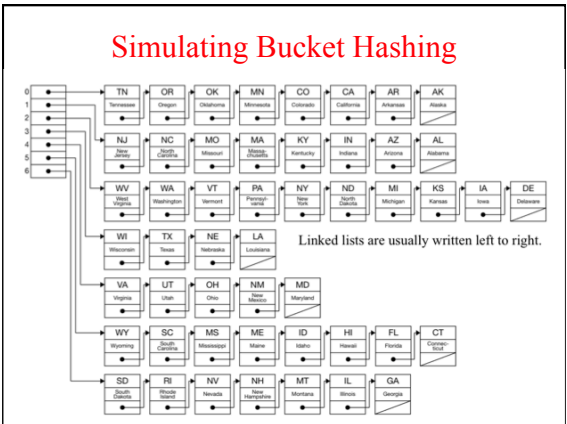 Simulating Bucket Hashing
0
TN OR OK MN CO CA AR AK
Tennessee Oregon Oklahoma Minnesota Colorado California Arkansas Alaska
1
2
3
4
5
6
NJ NC MO MA KY IN AZ AL
New Jersey North Carolina Missouri Massa-chusetts Kentucky Indiana Arizona Alabama
WV WA VT PA NY ND MI KS IA DE
West Virginia Washington Vermont Pennsyl-vania New York North Dakota Michigan Kansas Iowa Delaware
WI TX NE LA
Wisconsin Texas Nebraska Louisiana
Linked lists are usually written left to right.
VA UT OH NM MD
Virginia Utah Ohio New Mexico Maryland
WY SC MS ME ID HI FL CT
Wyoming South Carolina Mississippi Maine Idaho Hawaii Florida Connec-ticut
SD RI NV NH MT IL GA
South Dakota Rhode Island Nevada New Hampshire Montana Illinois Georgia